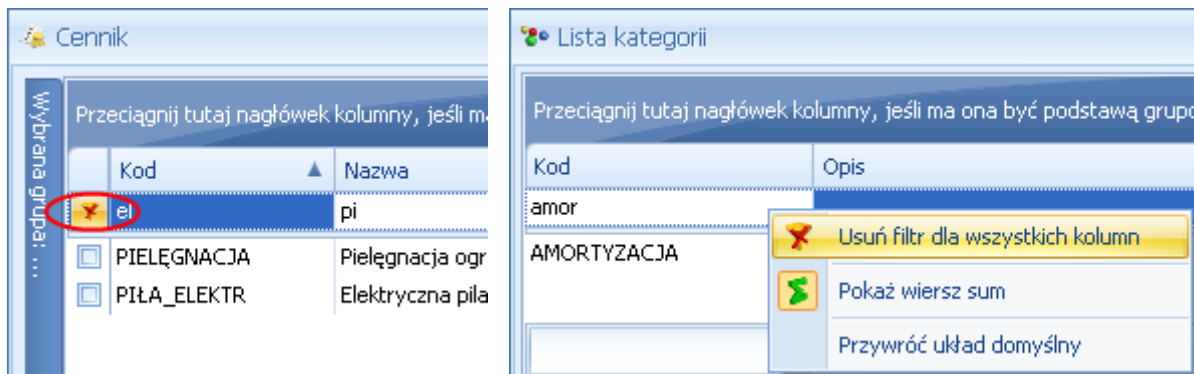 Cennik
Wybrana grupa: ...
Przeciągnij tutaj nagłówek kolumny, jeśli
Kod Nazwa
el pi
PIELĘGNACJA Pielęgnacja ogr
PIŁA_ELEKTR Elektryczna piła
Lista kategorii
Przeciągnij tutaj nagłówek kolumny, jeśli ma ona być podstawą grupo
Kod Opis
amor
AMORTYZACJA
Usuń filtr dla wszystkich kolumn
Pokaż wiersz sum
Przywróć układ domyślny